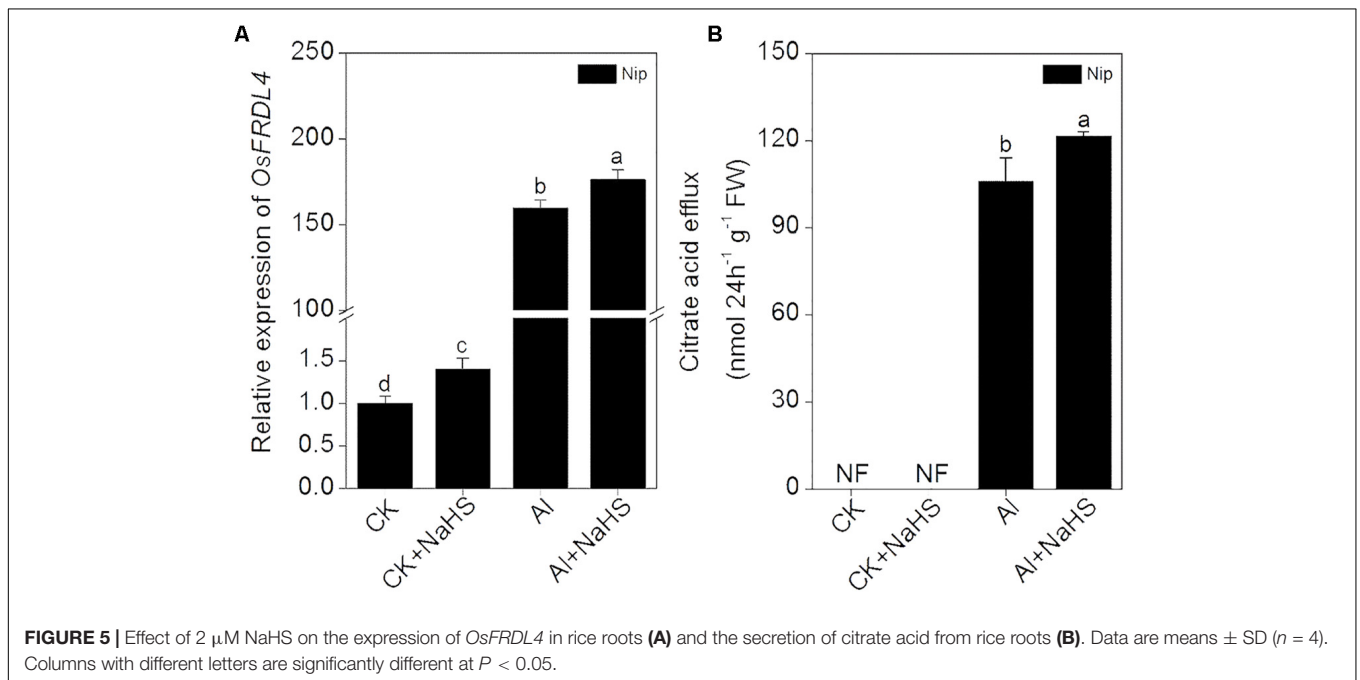 A
Relative expression of OsFRDL4
250
200
150
100
1.5
1.0
0.5
0.0
Nip
d
c
b
a
CK
CK+NaHS
Al
Al+NaHS
B
Citrate acid efflux
(nmol 24h⁻¹ g⁻¹ FW)
150
120
90
60
30
0
Nip
NF
NF
b
a
CK
CK+NaHS
Al
Al+NaHS
FIGURE 5 | Effect of 2 μM NaHS on the expression of OsFRDL4 in rice roots (A) and the secretion of citrate acid from rice roots (B). Data are means ± SD (n = 4).
Columns with different letters are significantly different at P < 0.05.